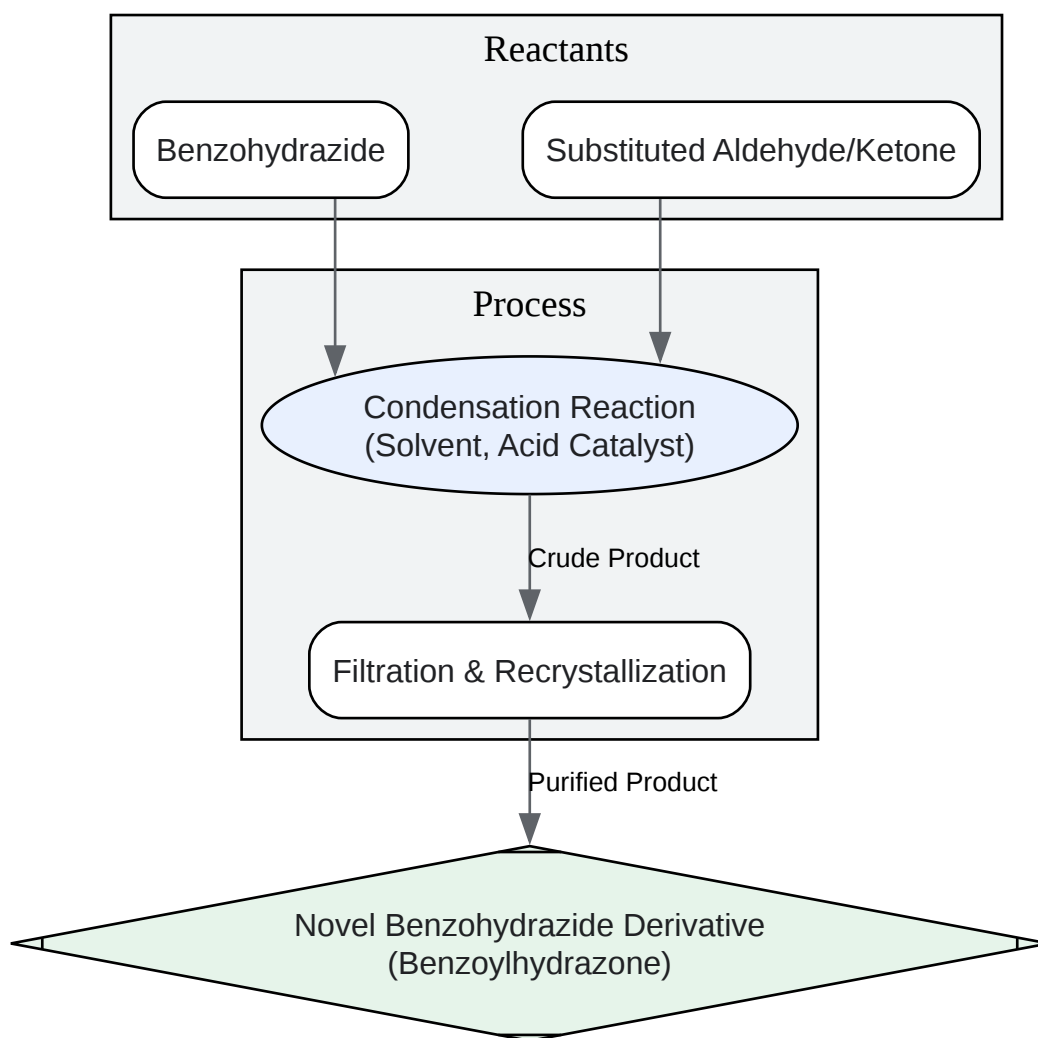 Reactants
Benzohydrazide
Substituted Aldehyde/Ketone
Process
Condensation Reaction
(Solvent, Acid Catalyst)
Crude Product
Filtration & Recrystallization
Purified Product
Novel Benzohydrazide Derivative
(Benzoylhydrazone)